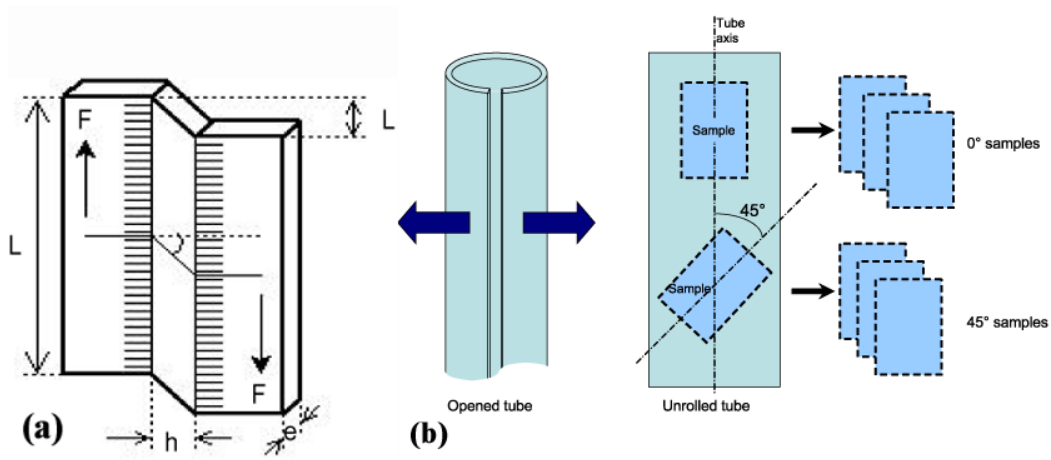 F
L
L
γ
F
(a)
h
e
Tube
axis
Sample
0° samples
45°
Sample
45° samples
Opened tube
Unrolled tube
(b)